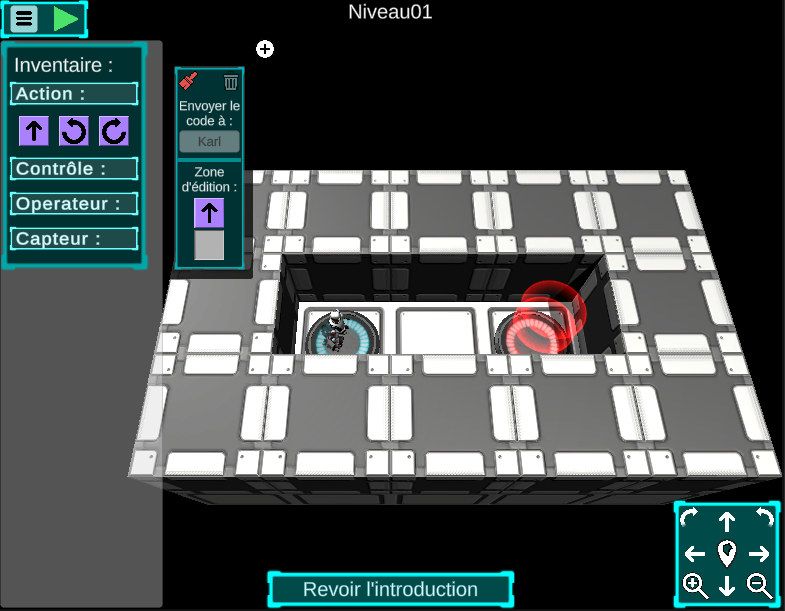 Niveau01
Inventaire :
Action :
Contrôle :
Operateur :
Capteur :
Envoyer le
code à :
Karl
Zone
d'édition :
Revoir l'introduction